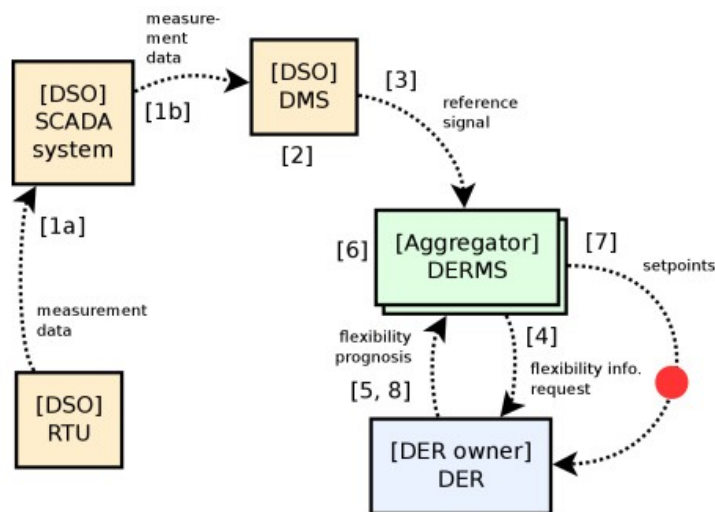 measure-
ment
data
[DSO]
SCADA
system
[1b]
[DSO]
DMS
[2]
[3]
reference
signal
[1a]
measurement
data
[DSO]
RTU
[6]
[Aggregator]
DERMS
[7]
setpoints
flexibility
prognosis
[5, 8]
[4]
flexibility info.
request
[DER owner]
DER